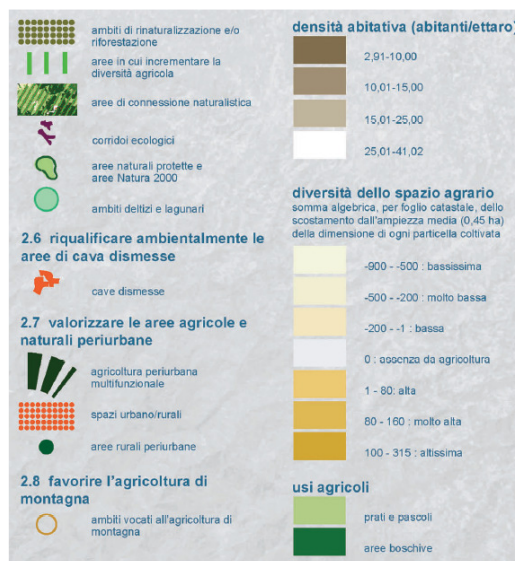 ambiti di rinaturalizzazione e/o
riforestazione
aree in cui incrementare la
diversità agricola
aree di connessione naturalistica
corridoi ecologici
aree naturali protette e
aree Natura 2000
ambiti deltizi e lagunari
2.6 riqualificare ambientalmente le
aree di cava dismesse
cave dismesse
2.7 valorizzare le aree agricole e
naturali periurbane
agricoltura periurbana
multifunzionale
spazi urbano/rurali
aree rurali periurbane
2.8 favorire l'agricoltura di
montagna
ambiti vocati all'agricoltura di
montagna
densità abitativa (abitanti/ettaro)
2,91-10,00
10,01-15,00
15,01-25,00
25,01-41,02
diversità dello spazio agrario
somma algebrica, per foglio catastale, dello
scostamento dall'ampiezza media (0,45 ha)
della dimensione di ogni particella coltivata
-900 - -500 : bassissima
-500 - -200 : molto bassa
-200 - -1 : bassa
0 : assenza da agricoltura
1 - 80: alta
80 - 160 : molto alta
100 - 315 : altissima
usi agricoli
prati e pascoli
aree boschive